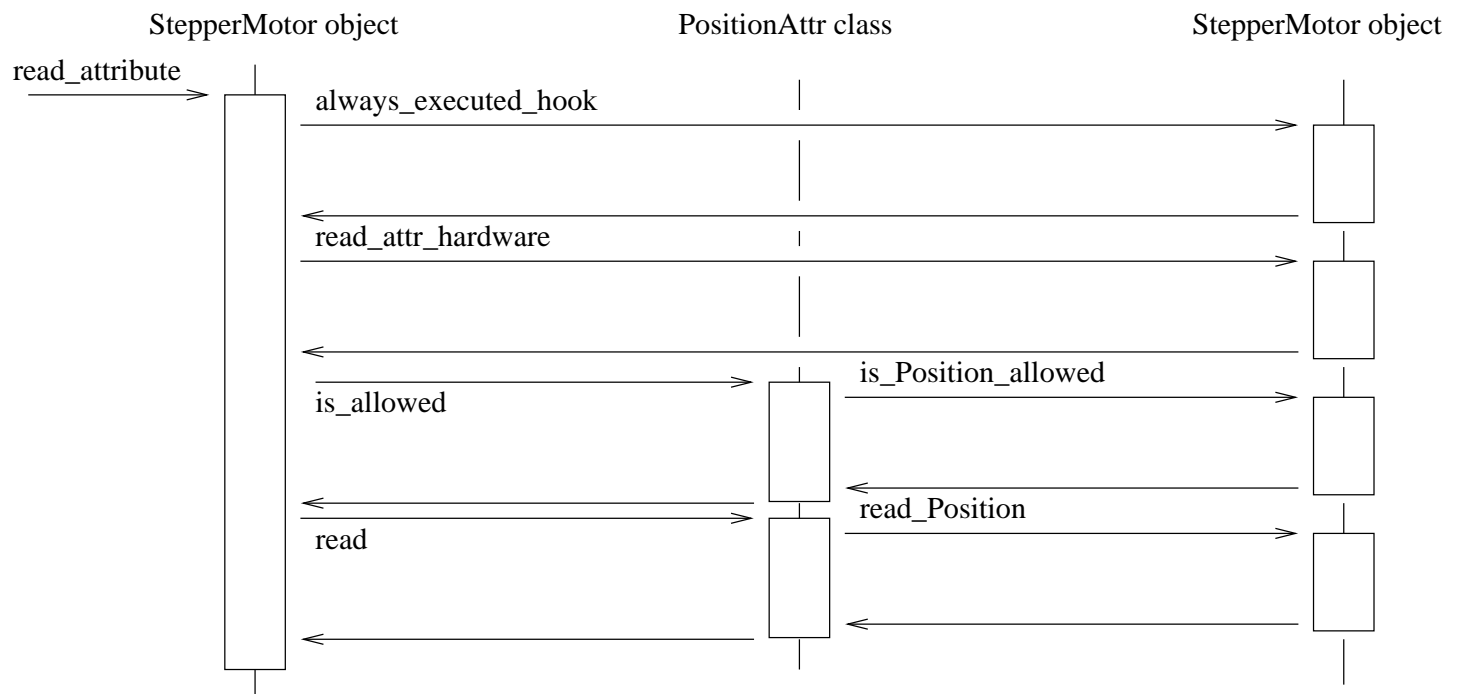 StepperMotor object
PositionAttr class
StepperMotor object
read_attribute
always_executed_hook
read_attr_hardware
is_Position_allowed
is_allowed
read_Position
read